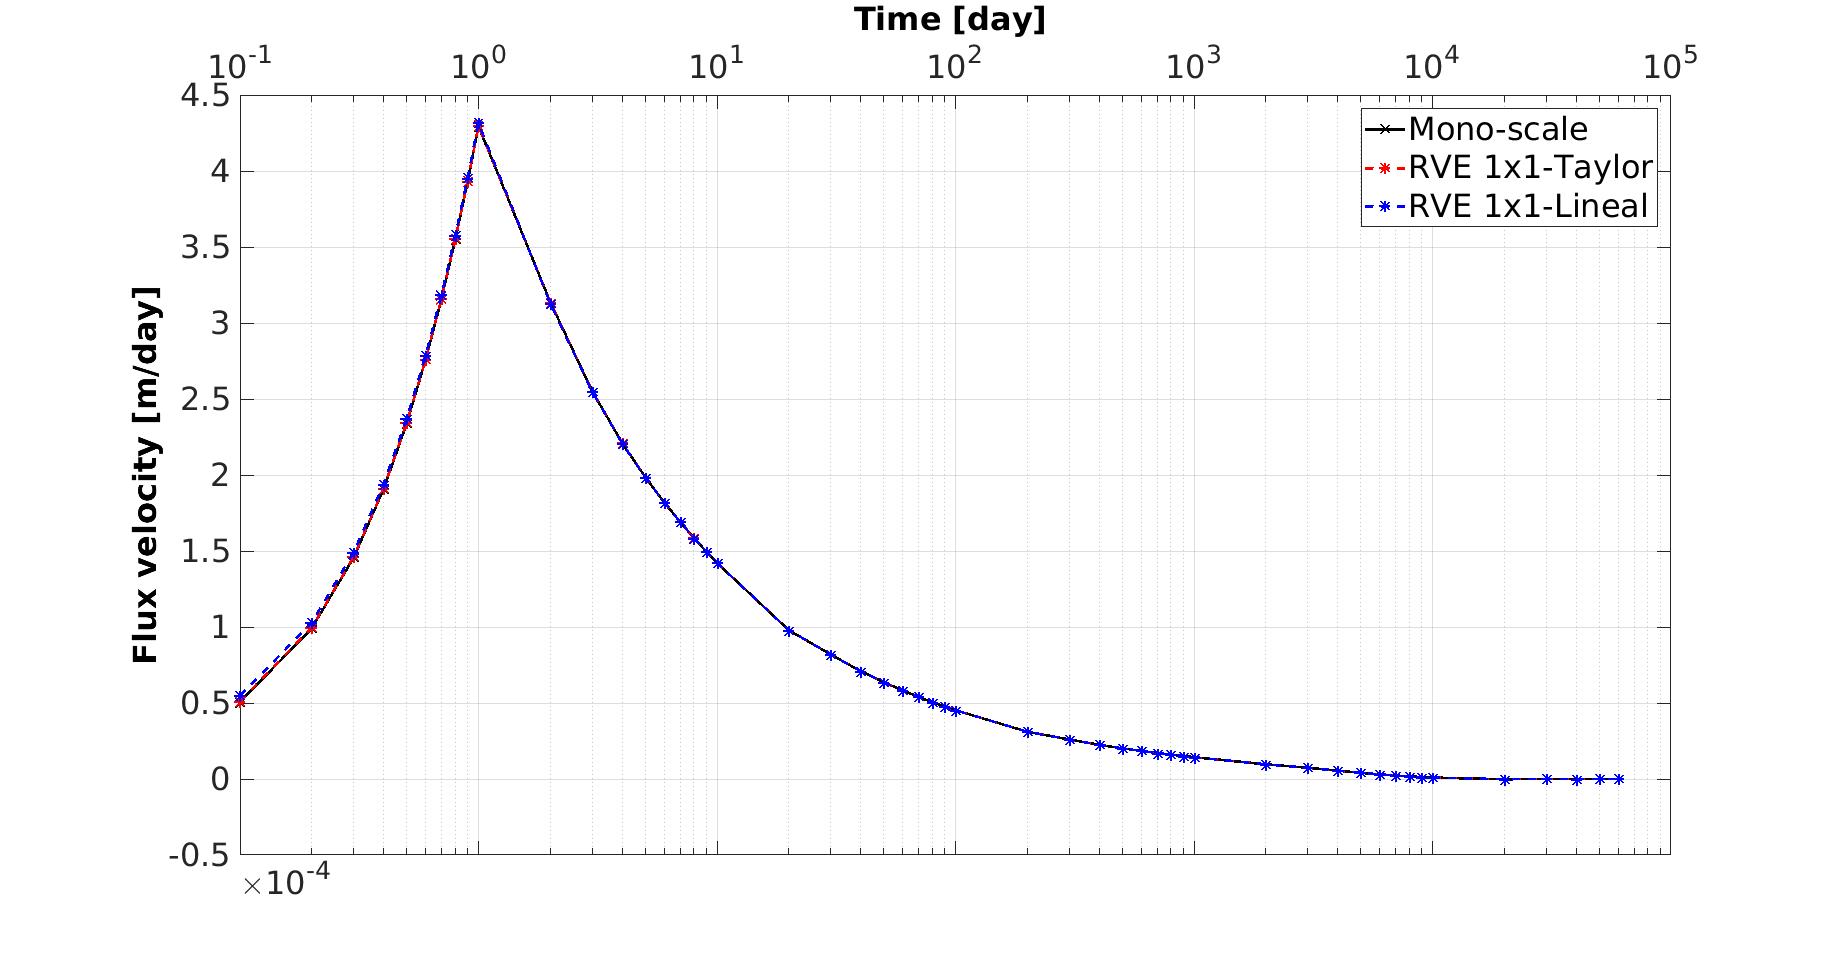 Time [day]
10^-1 10^0 10^1 10^2 10^3 10^4 10^5
4.5
4
3.5
3
2.5
2
1.5
1
0.5
0
-0.5
×10^-4
Flux velocity [m/day]
Mono-scale
RVE 1x1-Taylor
RVE 1x1-Lineal